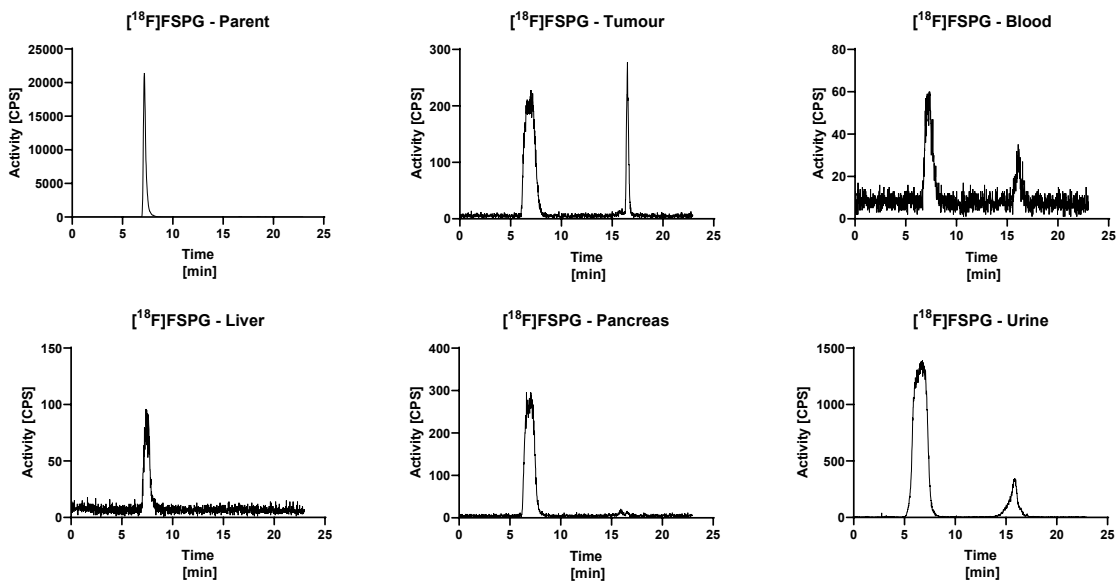 [¹⁸F]FSPG - Parent
Activity [CPS]
25000
20000
15000
10000
5000
0
0 5 10 15 20 25
Time
[min]
[¹⁸F]FSPG - Tumour
Activity [CPS]
300
200
100
0
0 5 10 15 20 25
Time
[min]
[¹⁸F]FSPG - Blood
Activity [CPS]
80
60
40
20
0
0 5 10 15 20 25
Time
[min]
[¹⁸F]FSPG - Liver
Activity [CPS]
150
100
50
0
0 5 10 15 20 25
Time
[min]
[¹⁸F]FSPG - Pancreas
Activity [CPS]
400
300
200
100
0
0 5 10 15 20 25
Time
[min]
[¹⁸F]FSPG - Urine
Activity [CPS]
1500
1000
500
0
0 5 10 15 20 25
Time
[min]